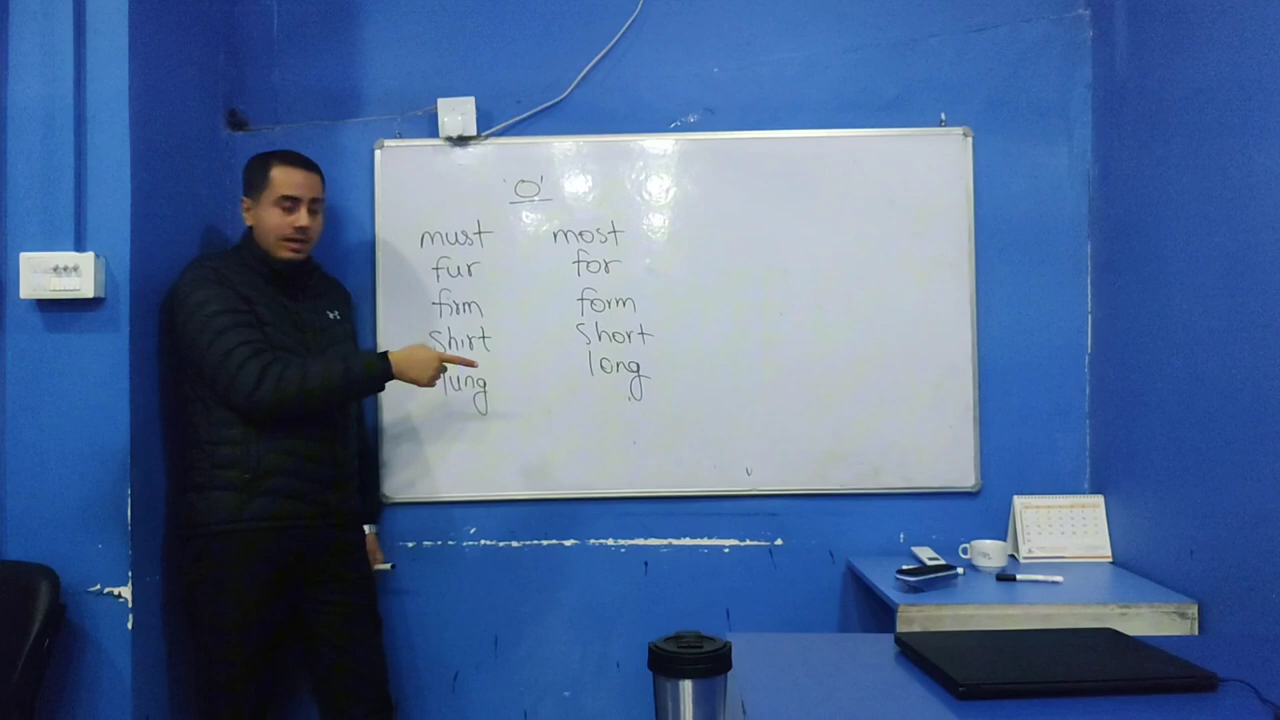 'O'
must most
fur for
firm form
shirt short
lung long